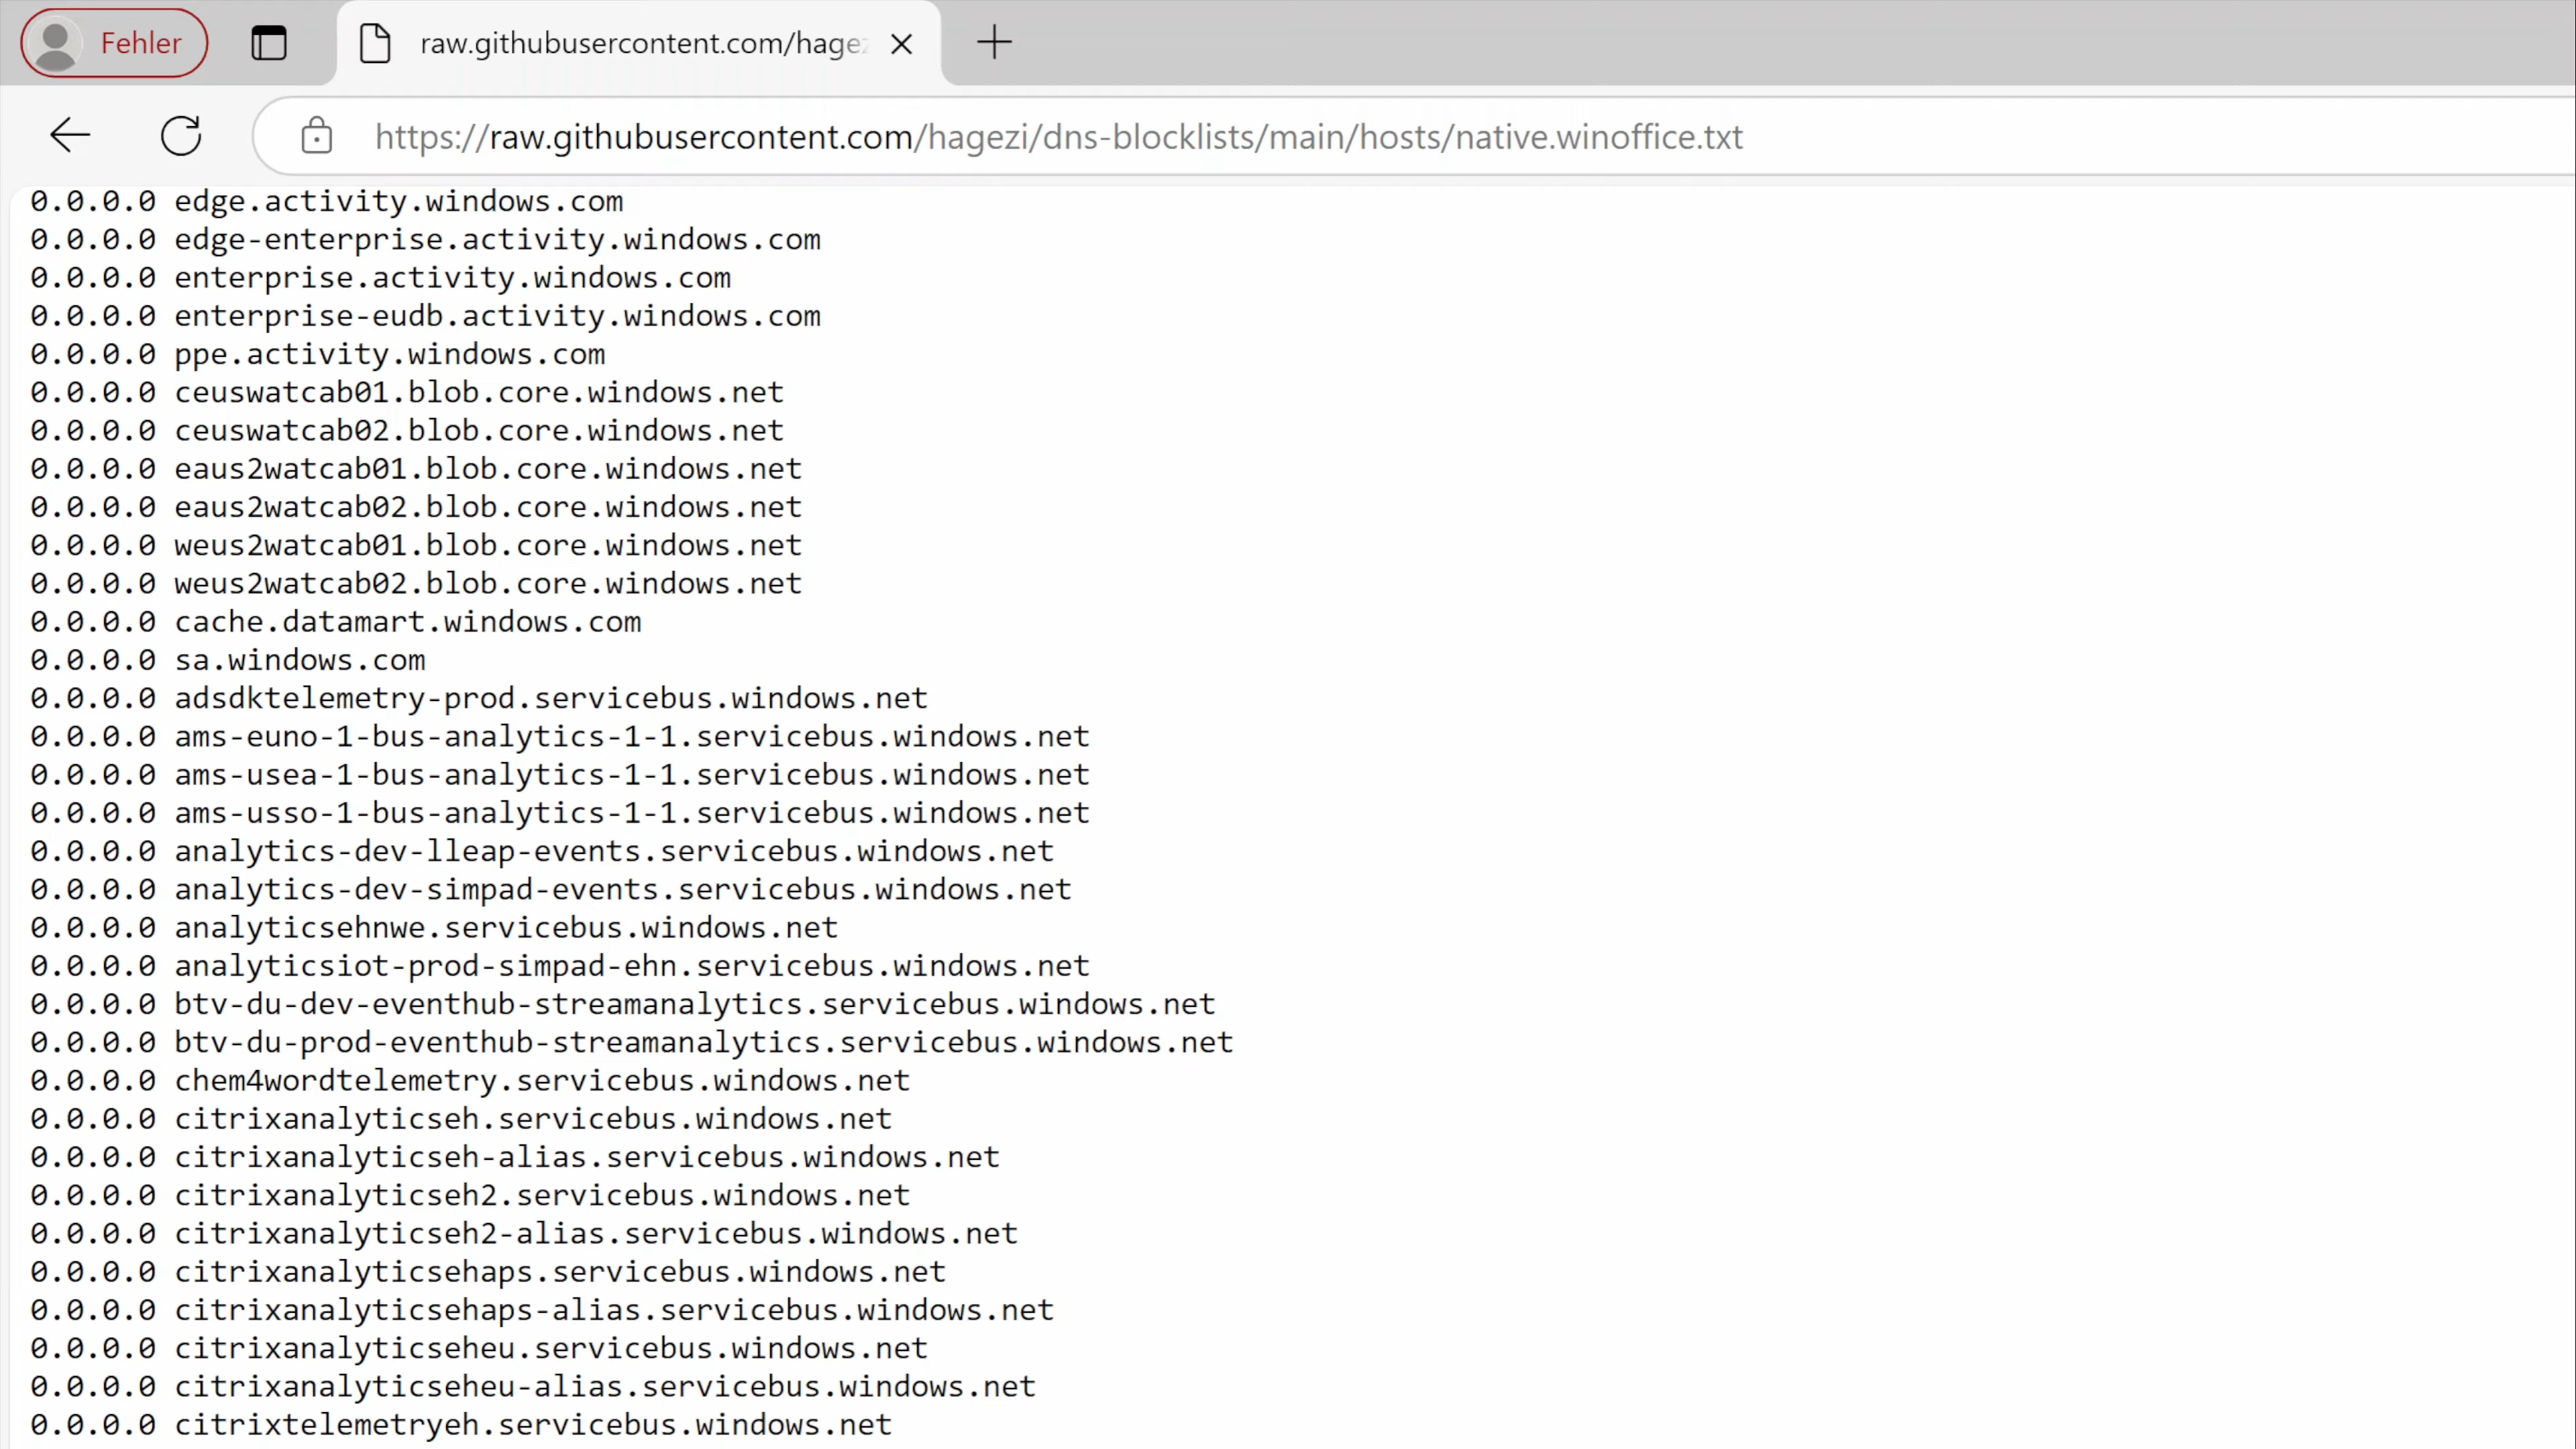 Fehler
raw.githubusercontent.com/hage
https://raw.githubusercontent.com/hagezi/dns-blocklists/main/hosts/native.winoffice.txt
0.0.0.0 edge.activity.windows.com
0.0.0.0 edge-enterprise.activity.windows.com
0.0.0.0 enterprise.activity.windows.com
0.0.0.0 enterprise-eudb.activity.windows.com
0.0.0.0 ppe.activity.windows.com
0.0.0.0 ceuswatcab01.blob.core.windows.net
0.0.0.0 ceuswatcab02.blob.core.windows.net
0.0.0.0 eaus2watcab01.blob.core.windows.net
0.0.0.0 eaus2watcab02.blob.core.windows.net
0.0.0.0 weus2watcab01.blob.core.windows.net
0.0.0.0 weus2watcab02.blob.core.windows.net
0.0.0.0 cache.datamart.windows.com
0.0.0.0 sa.windows.com
0.0.0.0 adsdktelemetry-prod.servicebus.windows.net
0.0.0.0 ams-euno-1-bus-analytics-1-1.servicebus.windows.net
0.0.0.0 ams-usea-1-bus-analytics-1-1.servicebus.windows.net
0.0.0.0 ams-usso-1-bus-analytics-1-1.servicebus.windows.net
0.0.0.0 analytics-dev-lleap-events.servicebus.windows.net
0.0.0.0 analytics-dev-simpad-events.servicebus.windows.net
0.0.0.0 analyticsehnwe.servicebus.windows.net
0.0.0.0 analyticsiot-prod-simpad-ehn.servicebus.windows.net
0.0.0.0 btv-du-dev-eventhub-streamanalytics.servicebus.windows.net
0.0.0.0 btv-du-prod-eventhub-streamanalytics.servicebus.windows.net
0.0.0.0 chem4wordtelemetry.servicebus.windows.net
0.0.0.0 citrixanalyticseh.servicebus.windows.net
0.0.0.0 citrixanalyticseh-alias.servicebus.windows.net
0.0.0.0 citrixanalyticseh2.servicebus.windows.net
0.0.0.0 citrixanalyticseh2-alias.servicebus.windows.net
0.0.0.0 citrixanalyticsehaps.servicebus.windows.net
0.0.0.0 citrixanalyticsehaps-alias.servicebus.windows.net
0.0.0.0 citrixanalyticseheu.servicebus.windows.net
0.0.0.0 citrixanalyticseheu-alias.servicebus.windows.net
0.0.0.0 citrixtelemetryeh.servicebus.windows.net